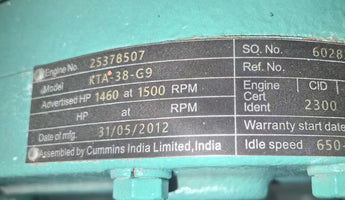 Engine No. 25378507
Model KTA-38-G9
Advertised HP 1460 at 1500 RPM
HP at RPM
Date of mfg. 31/05/2012
Assembled by Cummins India Limited, India
SO. No. 6028
Ref. No.
Engine Cert Ident
CID
2300
Warranty start date
Idle speed 650-